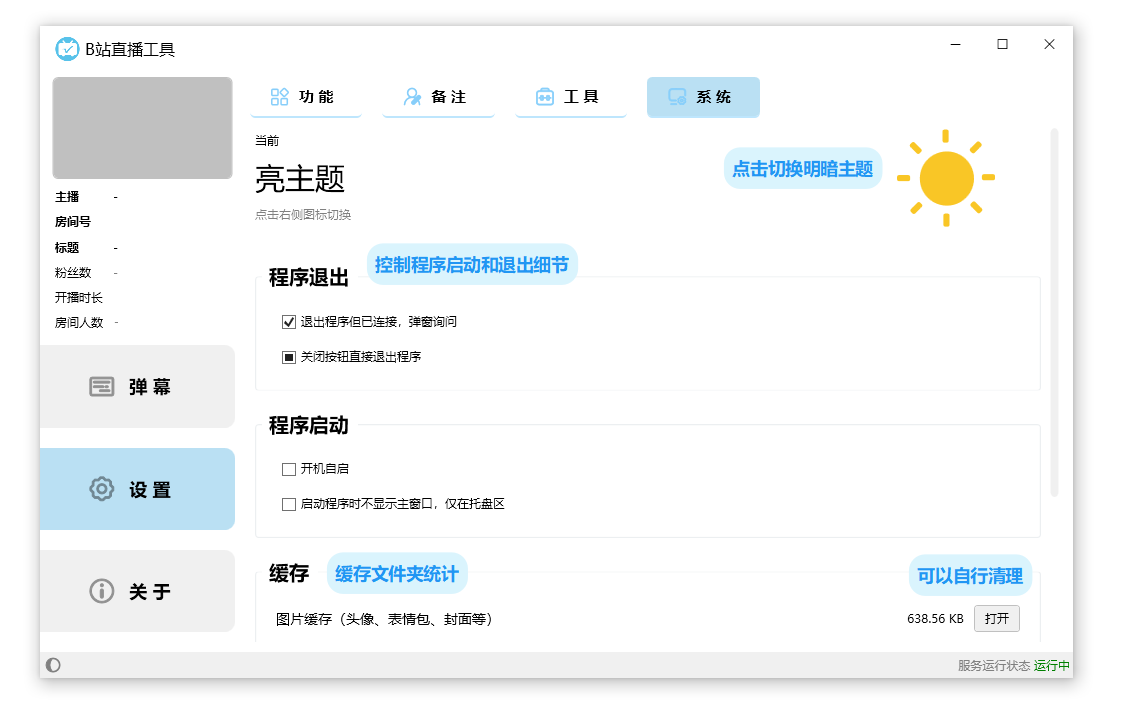 B站直播工具
功能 备注 工具 系统
当前
亮主题
点击切换明暗主题
点击右侧图标切换
主播 -
房间号
标题 -
粉丝数 -
开播时长
房间人数 -
弹幕
设置
关于
程序退出
控制程序启动和退出细节
退出程序但已连接，弹窗询问
关闭按钮直接退出程序
程序启动
开机自启
启动程序时不显示主窗口，仅在托盘区
缓存
缓存文件夹统计
可以自行清理
图片缓存（头像、表情包、封面等） 638.56 KB 打开
服务运行状态 运行中